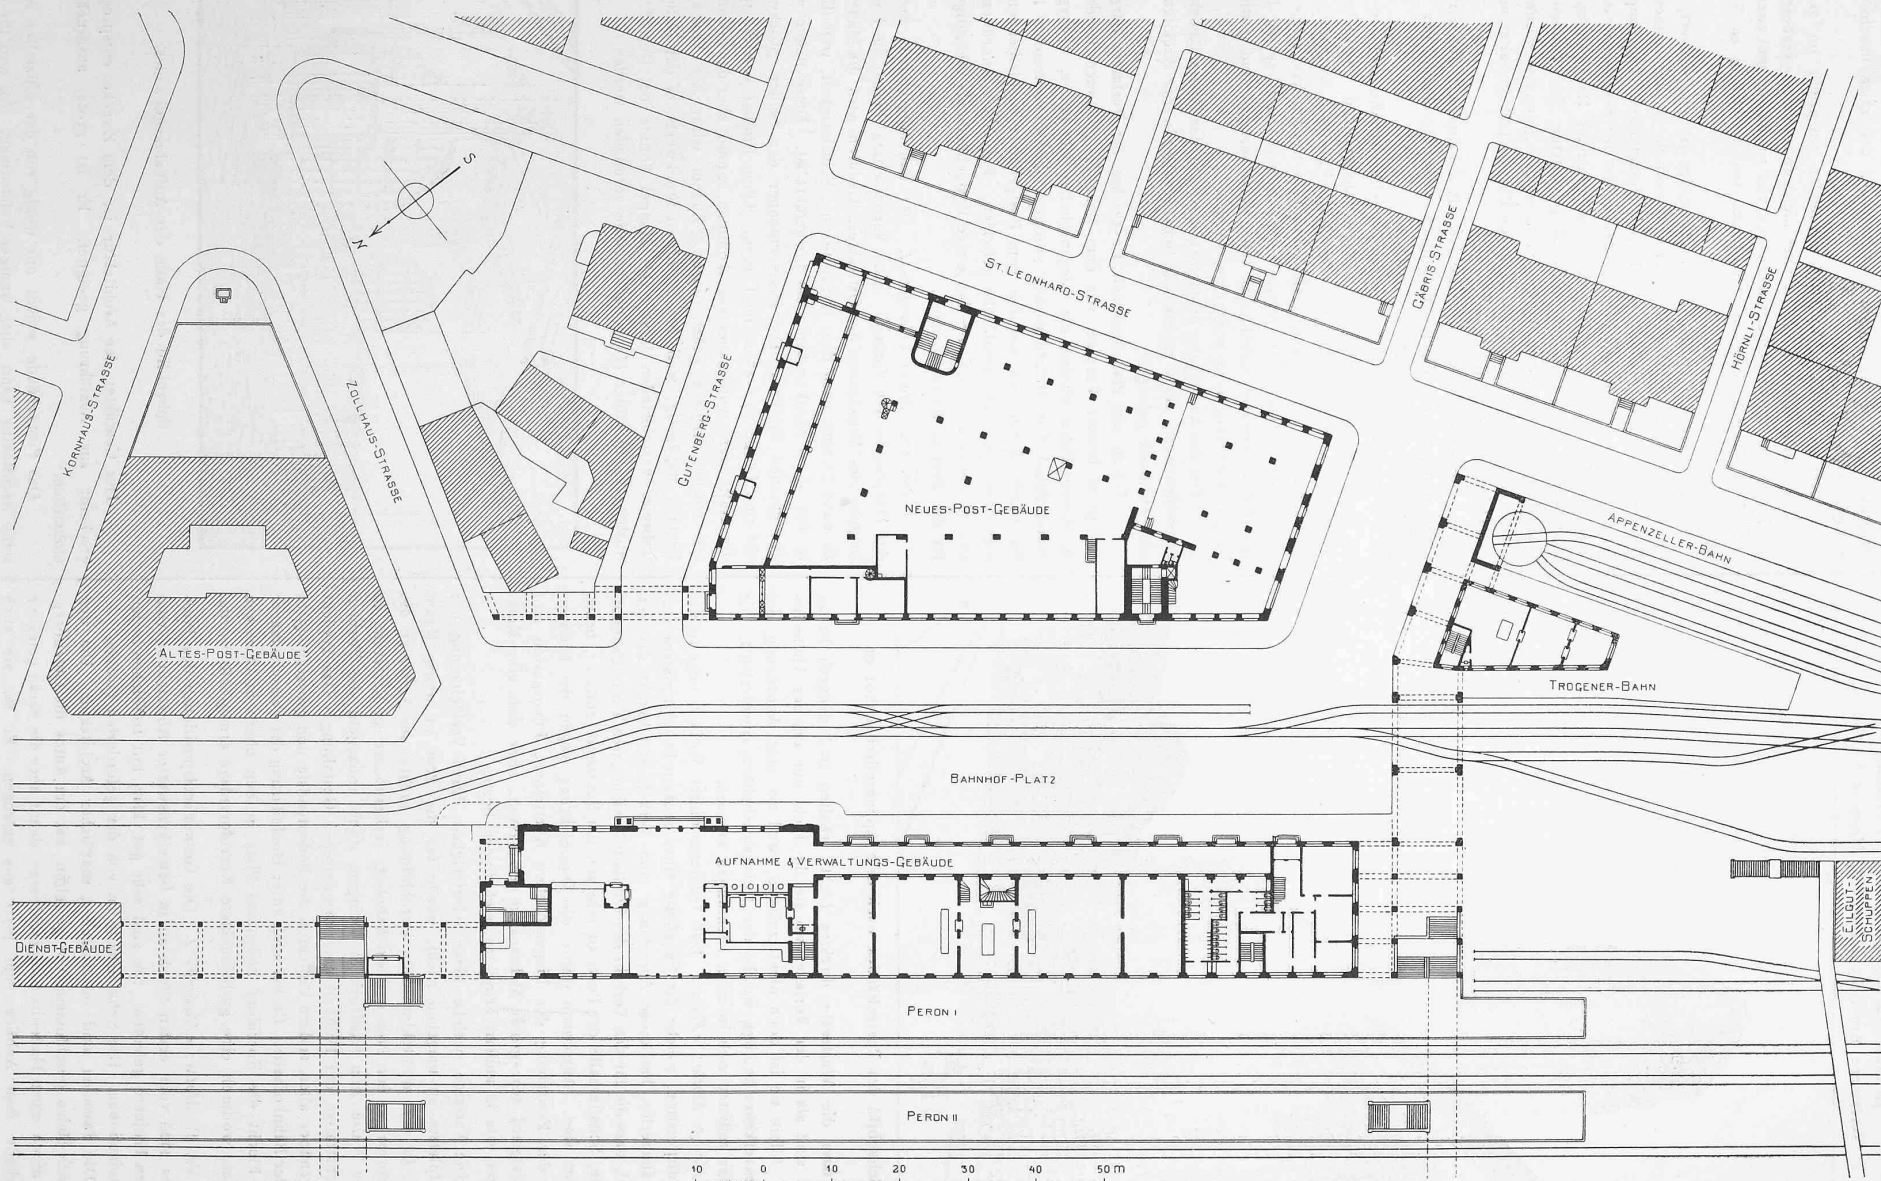 S
N
St. Leonhard-Strasse
Gäbris-Strasse
Hörnli-Strasse
Kornhaus-Strasse
Zollhaus-Strasse
Gutenberg-Strasse
Neues-Post-Gebäude
Appenzeller-Bahn
Altes-Post-Gebäude
Trogener-Bahn
Bahnhof-Platz
Aufnahme & Verwaltungs-Gebäude
Dienst-Gebäude
Eilgut-
Schuppen
Peron I
Peron II
10 0 10 20 30 40 50 m